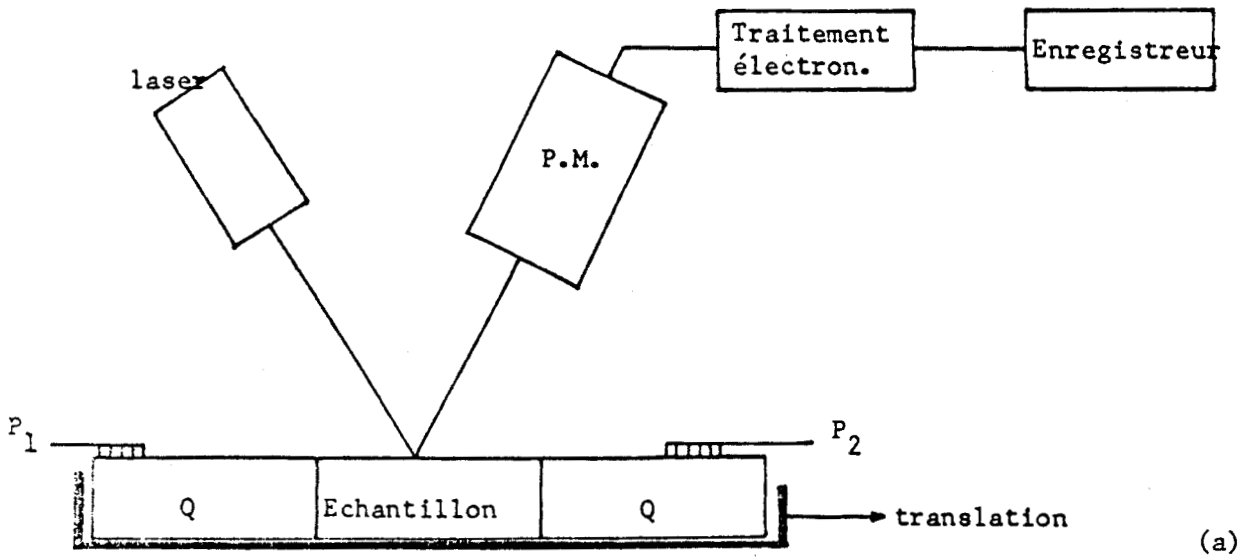 Traitement
électron.
Enregistreur
laser
P.M.
P1
P2
Q
Echantillon
Q
translation
(a)